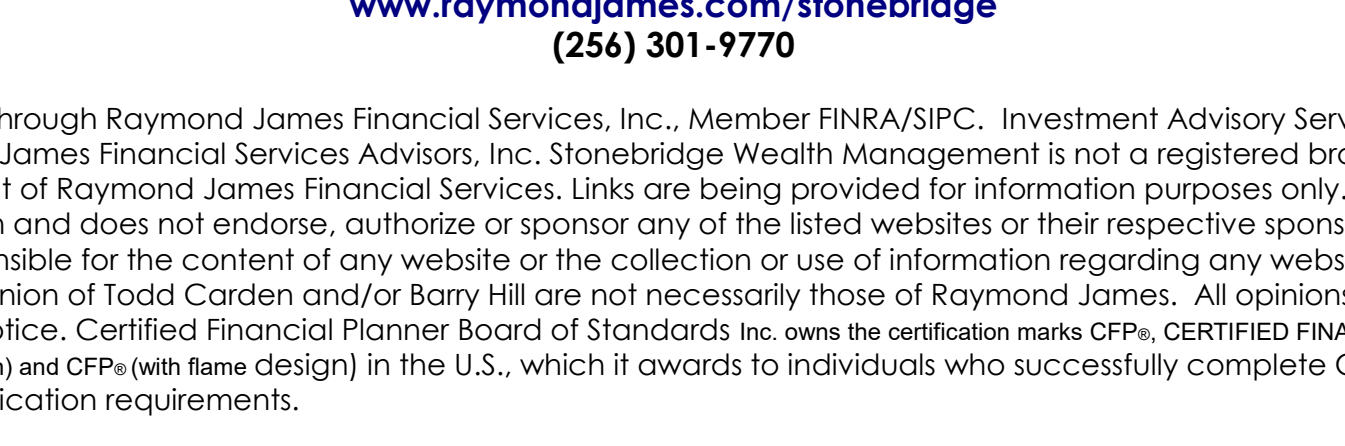 www.raymondjames.com/stonebridge
(256) 301-9770
hrough Raymond James Financial Services, Inc., Member FINRA/SIPC.  Investment Advisory Serv
James Financial Services Advisors, Inc. Stonebridge Wealth Management is not a registered bro
t of Raymond James Financial Services. Links are being provided for information purposes only.
n and does not endorse, authorize or sponsor any of the listed websites or their respective spons
nsible for the content of any website or the collection or use of information regarding any webs
nion of Todd Carden and/or Barry Hill are not necessarily those of Raymond James.  All opinions
otice. Certified Financial Planner Board of Standards Inc. owns the certification marks CFP®, CERTIFIED FINA
n) and CFP® (with flame design) in the U.S., which it awards to individuals who successfully complete C
ication requirements.